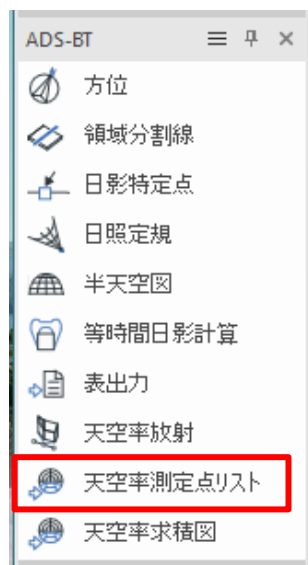 ADS-BT
方位
領域分割線
日影特定点
日照定規
半天空図
等時間日影計算
表出力
天空率放射
天空率測定点リスト
天空率求積図